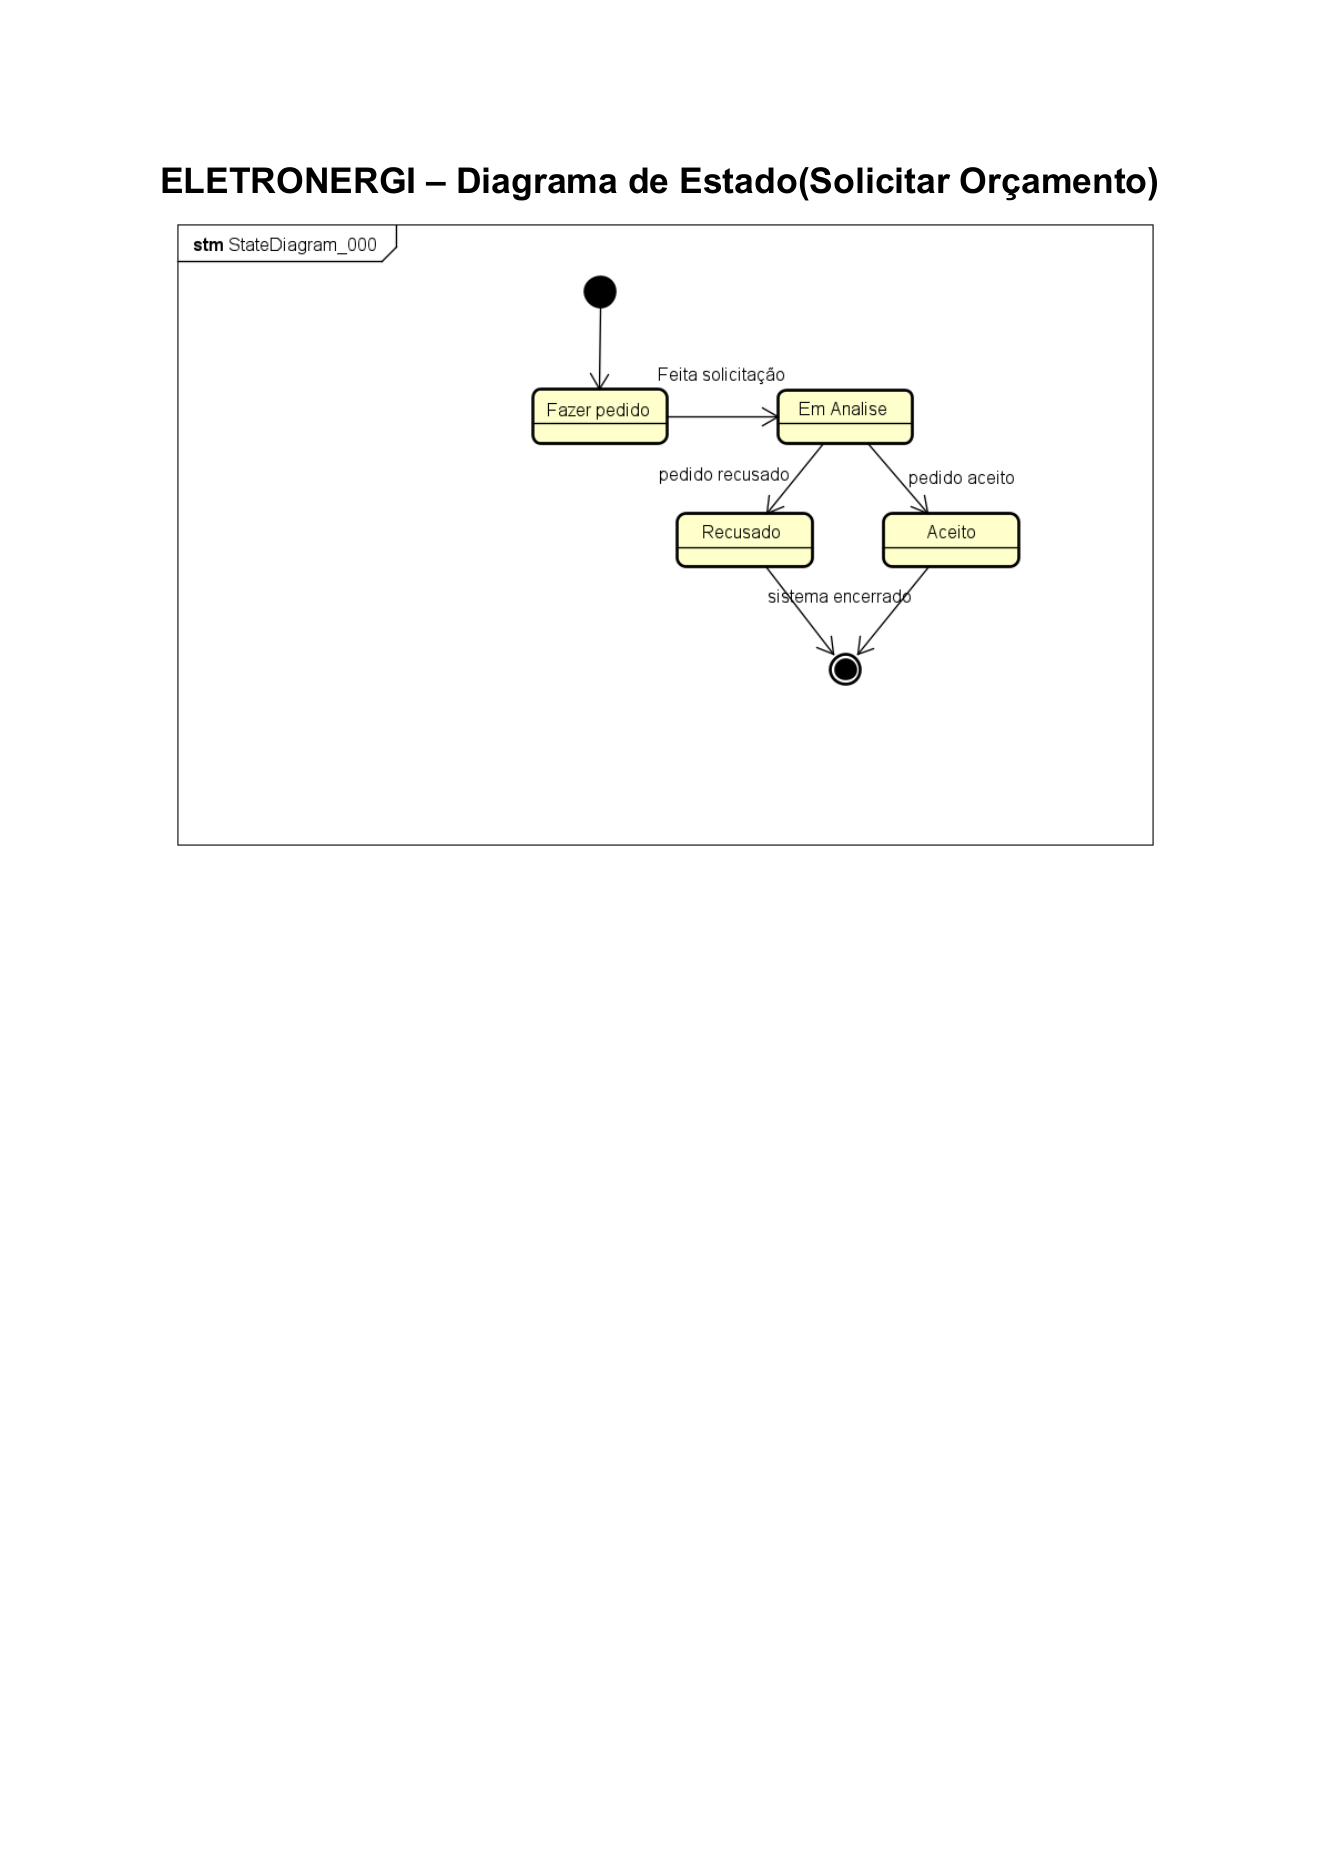 ELETRONERGI – Diagrama de Estado(Solicitar Orçamento)
stm StateDiagram_000
Feita solicitação
Fazer pedido
Em Analise
pedido recusado
pedido aceito
Recusado
Aceito
sistema encerrado